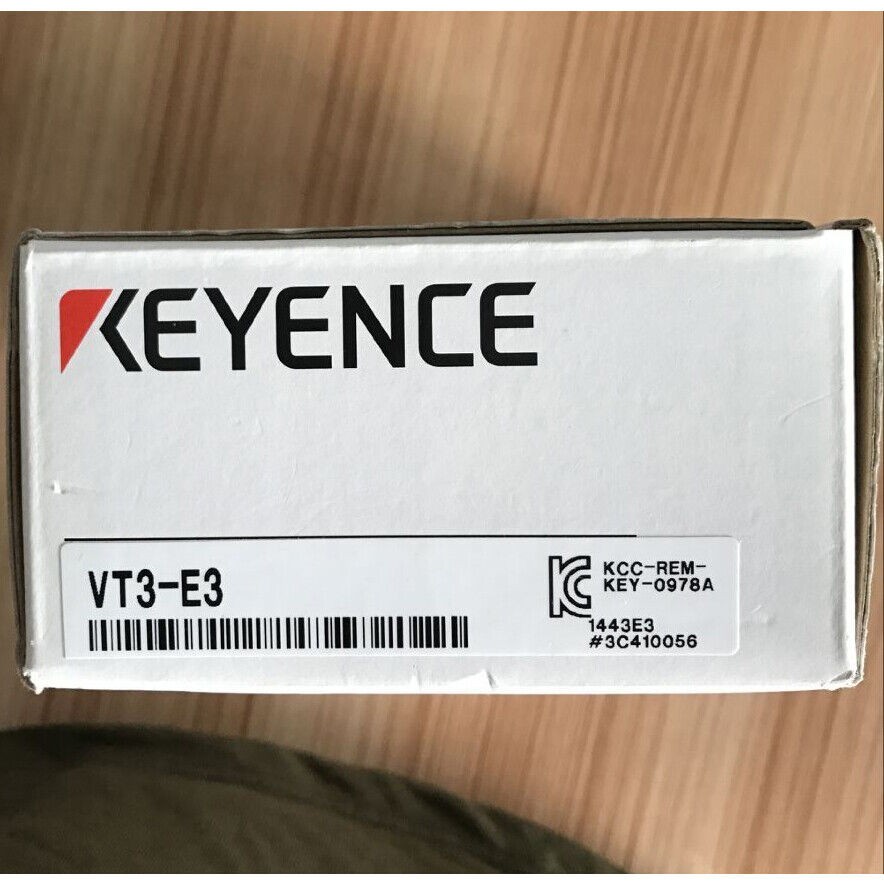 KEYENCE
VT3-E3
KCC-REM-
KEY-0978A
1443E3
#3C410056